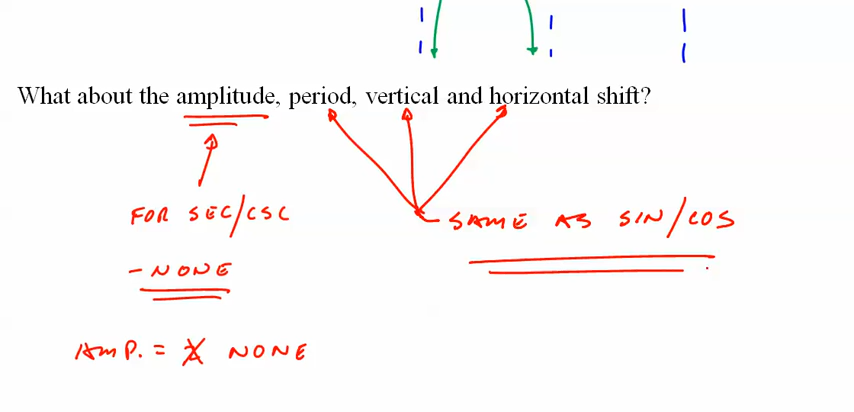 What about the amplitude, period, vertical and horizontal shift?
FOR SEC/CSC
- NONE
SAME AS SIN/COS
AMP. = NONE